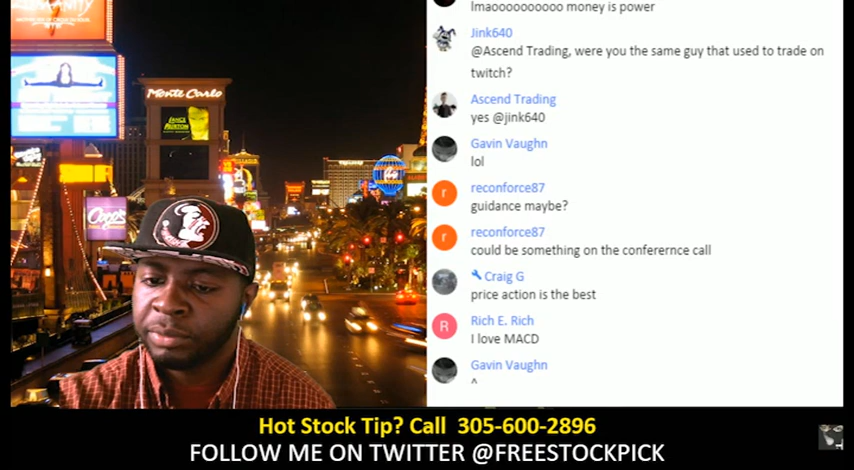 Monte Carlo
LANCE
BURTON
lmaoooooooooo money is power
Jink640
@Ascend Trading, were you the same guy that used to trade on
twitch?
Ascend Trading
yes @jink640
Gavin Vaughn
lol
r
reconforce87
guidance maybe?
r
reconforce87
could be something on the conferernce call
Craig G
price action is the best
R
Rich E. Rich
I love MACD
Gavin Vaughn
^
Hot Stock Tip? Call 305-600-2896
FOLLOW ME ON TWITTER @FREESTOCKPICK